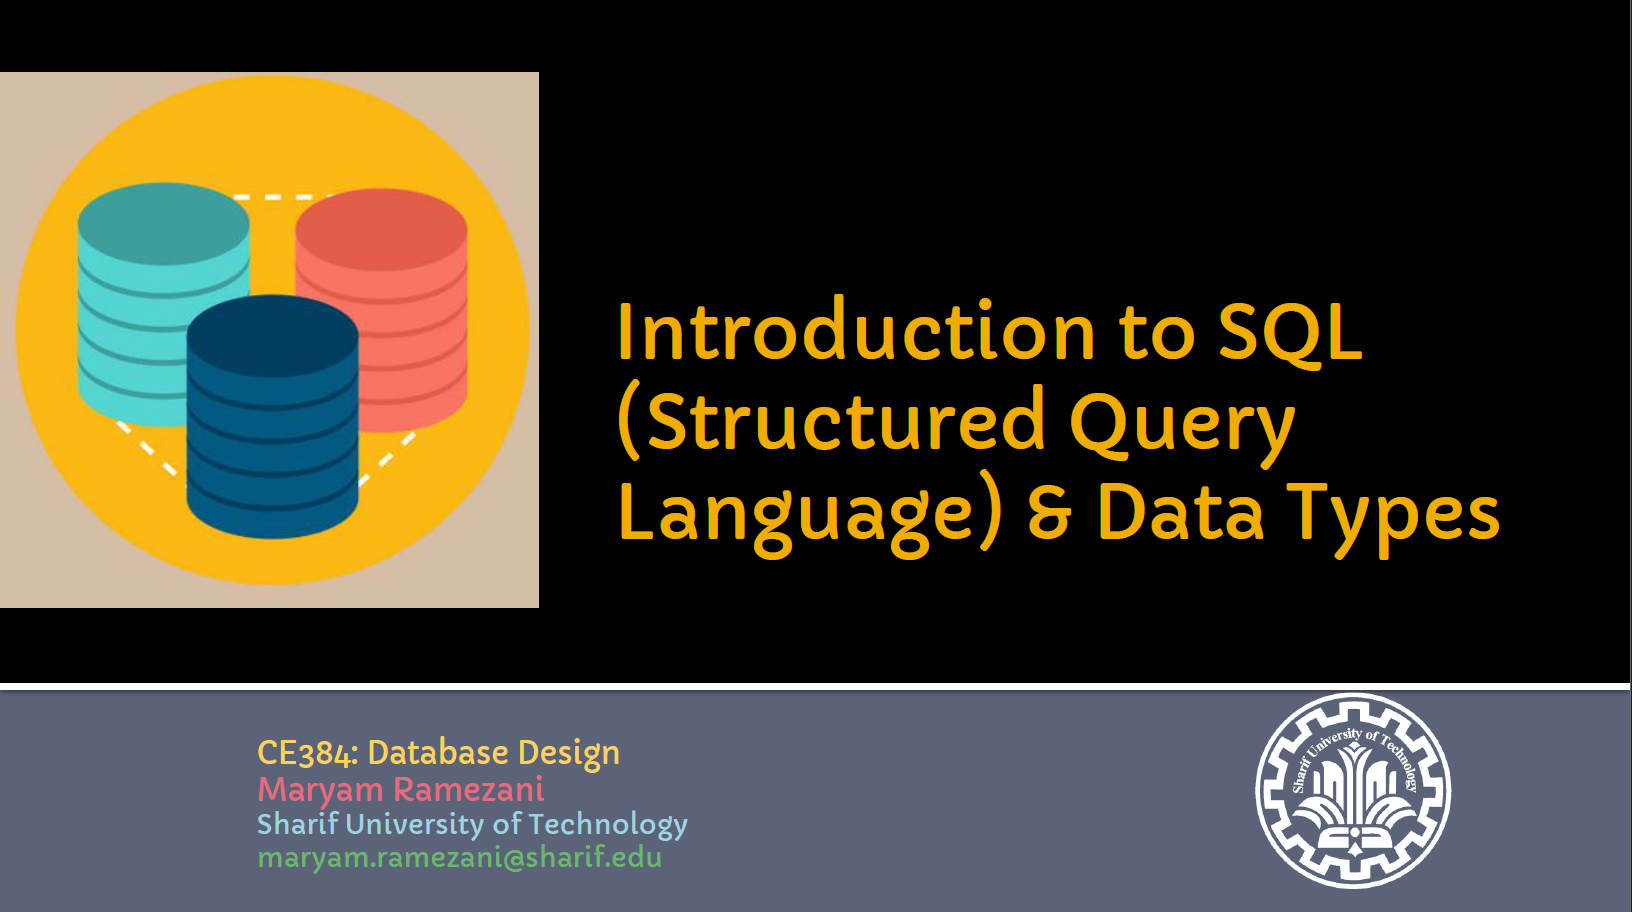 Introduction to SQL
(Structured Query
Language) & Data Types
CE384: Database Design
Maryam Ramezani
Sharif University of Technology
maryam.ramezani@sharif.edu
Sharif University of Technology